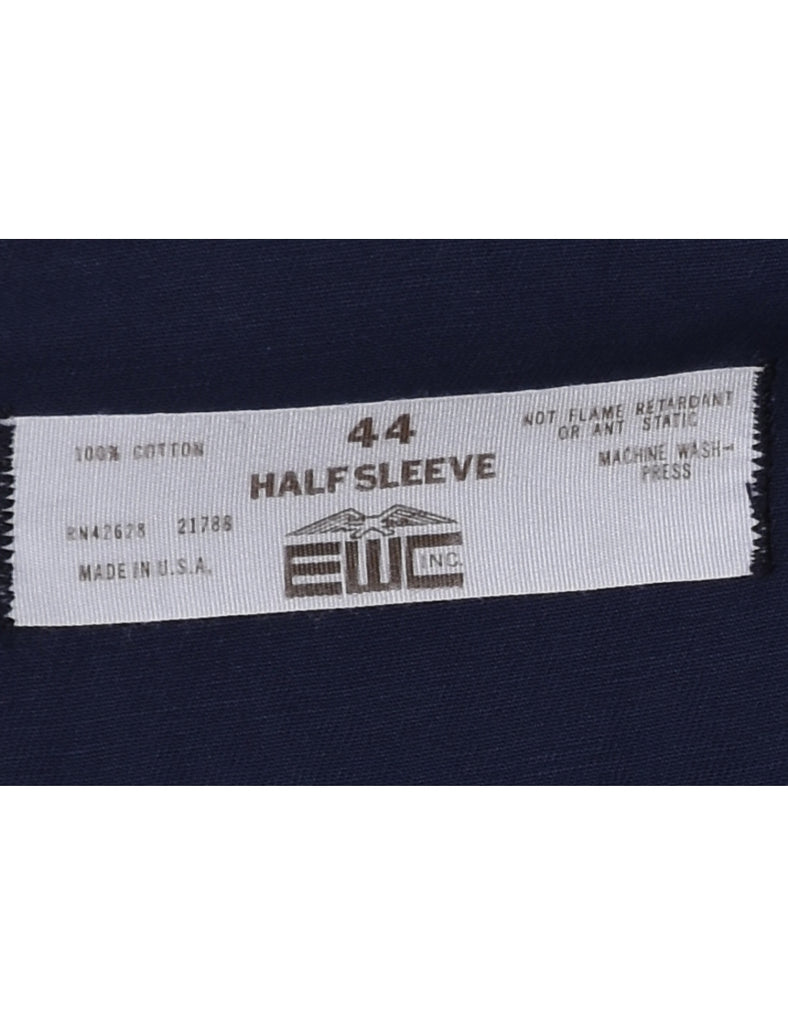 44
HALF SLEEVE
EWC INC.
100% COTTON
RN42628 21786
MADE IN U.S.A.
NOT FLAME RETARDANT
OR ANT STATIC
MACHINE WASH-
PRESS